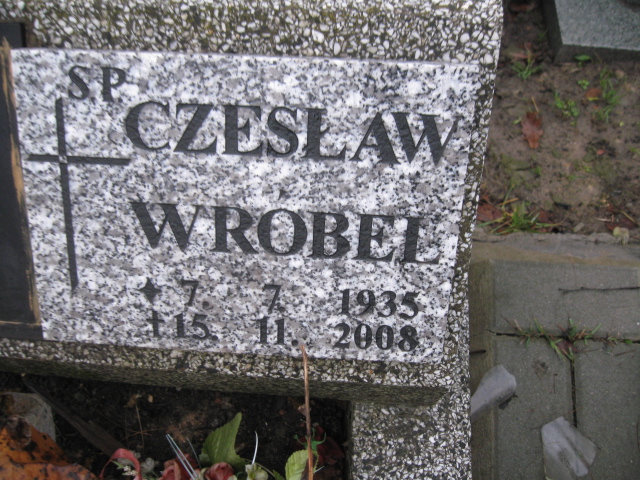 SP
CZESŁAW
WROBEL
7. 7. 1935
15. 11. 2008